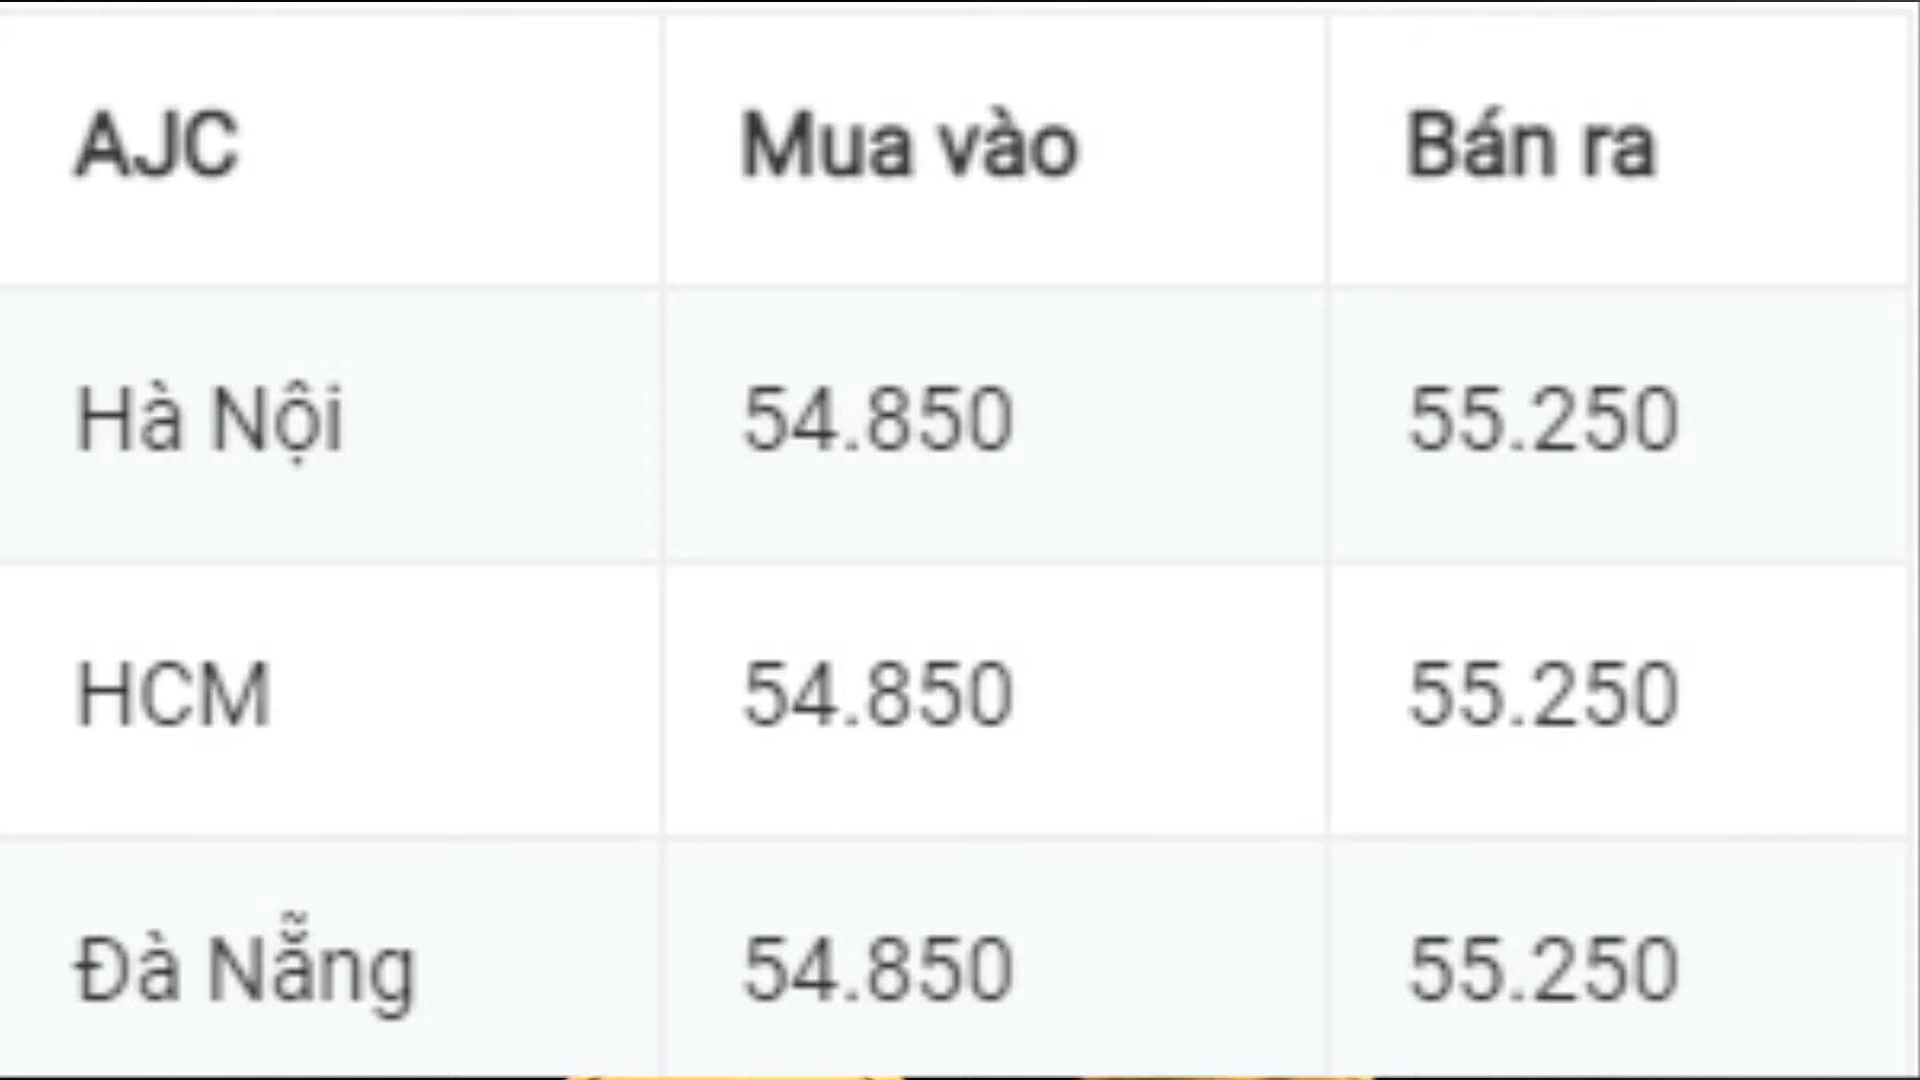 AJC Mua vào Bán ra
Hà Nội 54.850 55.250
HCM 54.850 55.250
Đà Nẵng 54.850 55.250